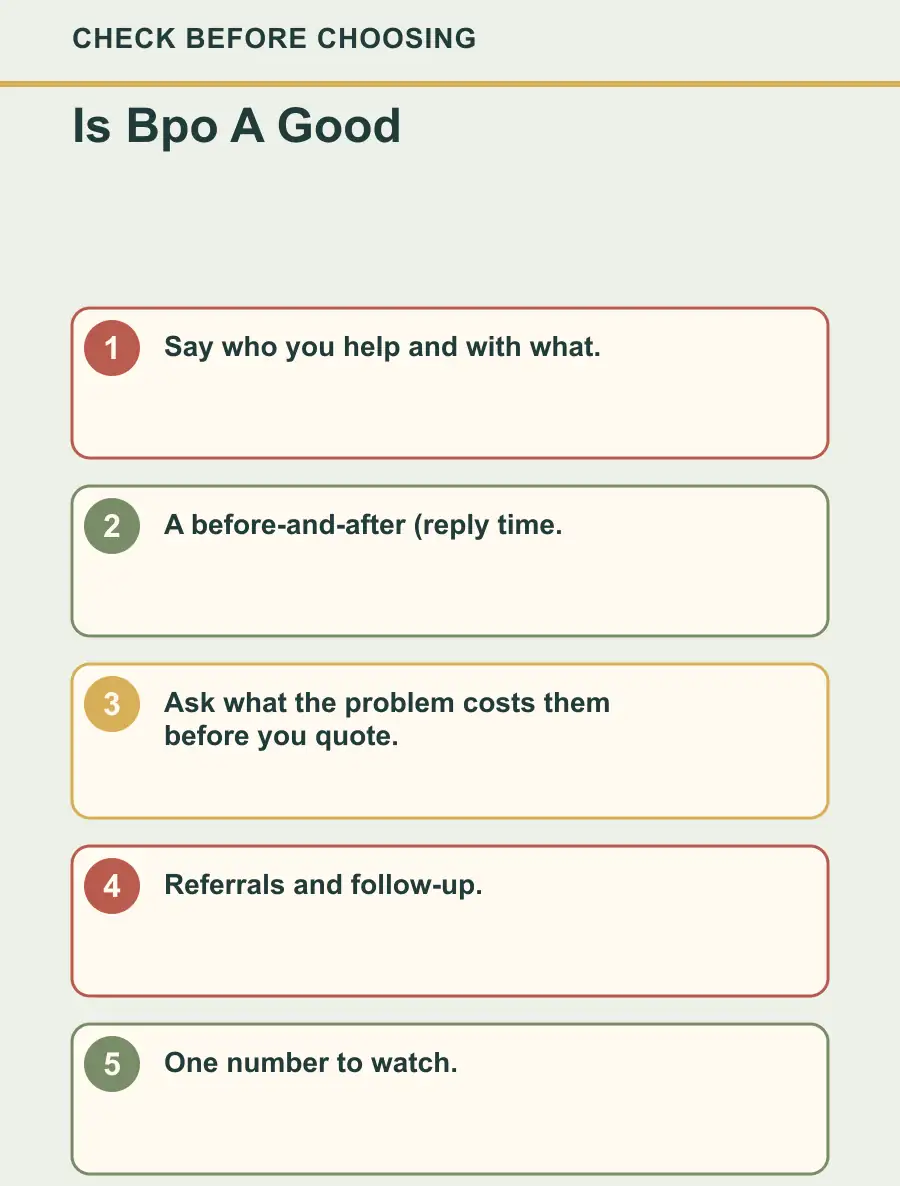 CHECK BEFORE CHOOSING
Is Bpo A Good
1
Say who you help and with what.
2
A before-and-after (reply time.
3
Ask what the problem costs them
before you quote.
4
Referrals and follow-up.
5
One number to watch.